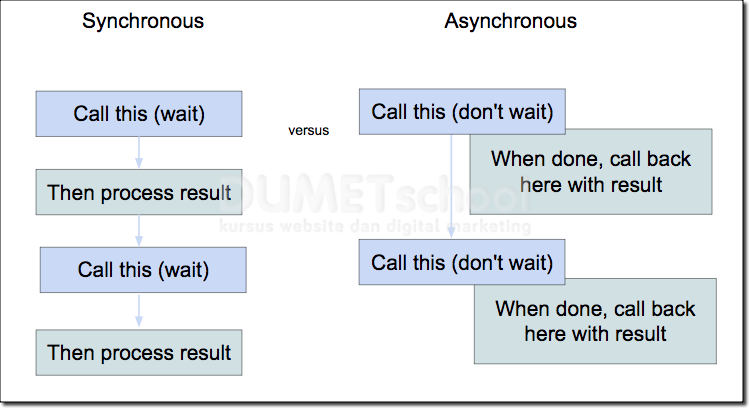 Synchronous
Asynchronous
Call this (wait)
Then process result
Call this (wait)
Then process result
versus
Call this (don't wait)
When done, call back
here with result
Call this (don't wait)
When done, call back
here with result
DUMETschool
kursus website dan digital marketing